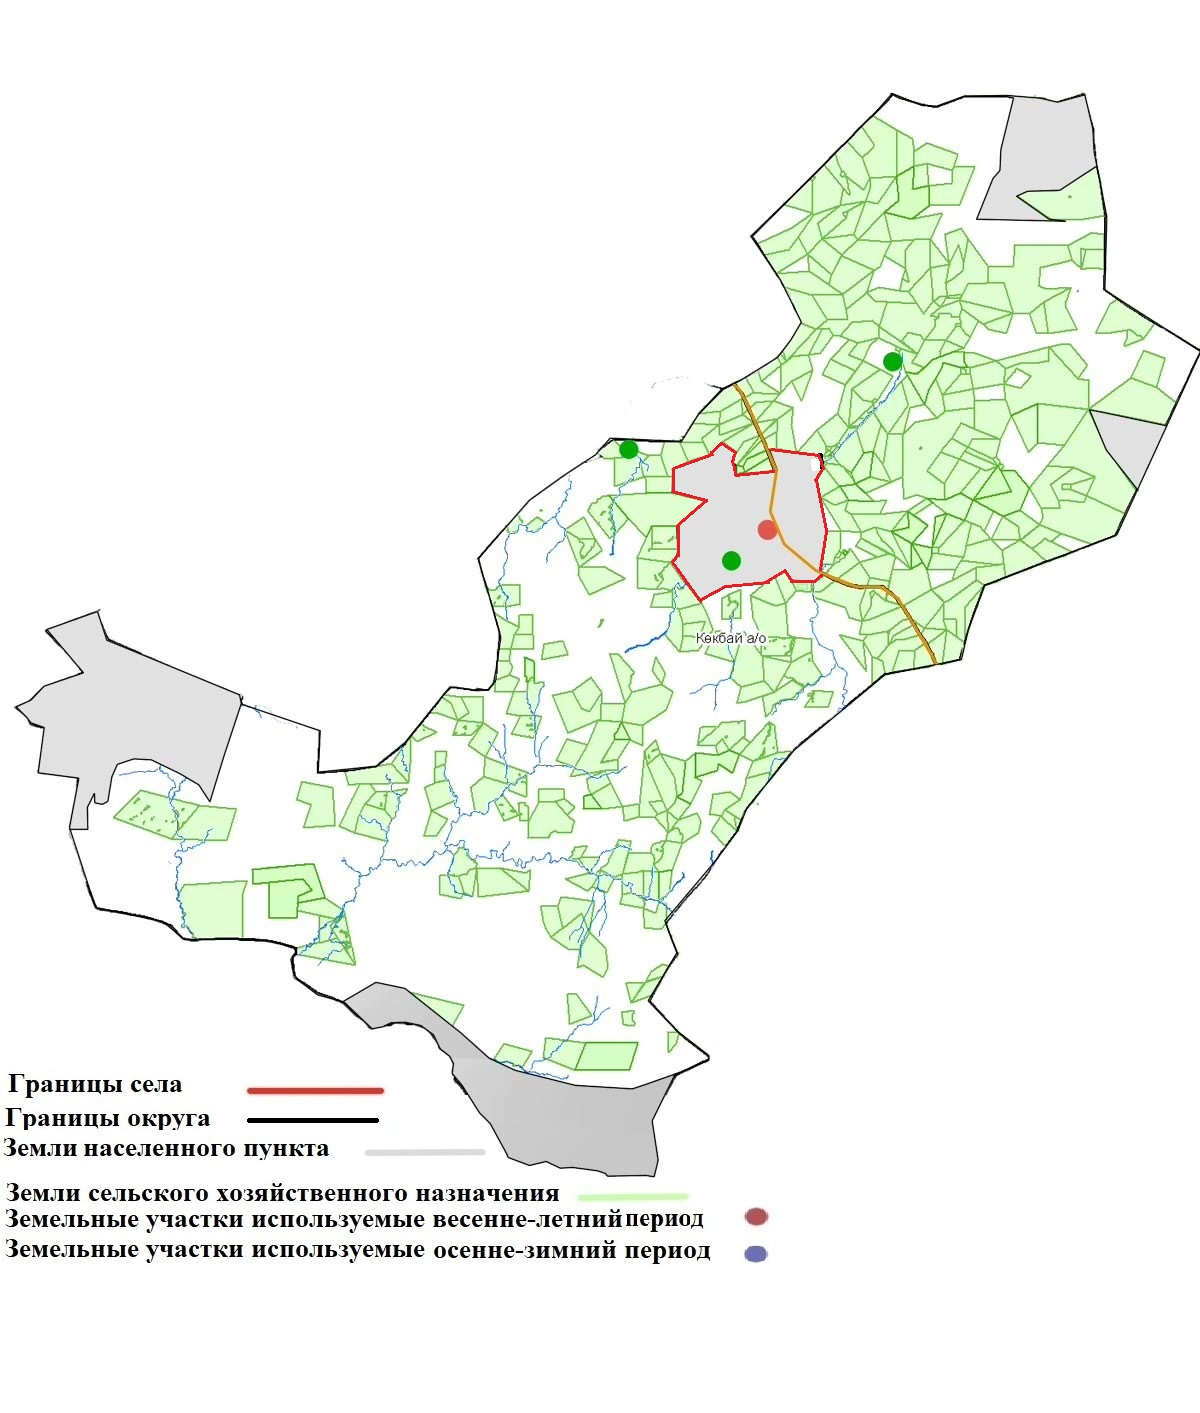 Көкбай а/о
Границы села
Границы округа
Земли населенного пункта
Земли сельского хозяйственного назначения
Земельные участки используемые весенне-летний период
Земельные участки используемые осенне-зимний период